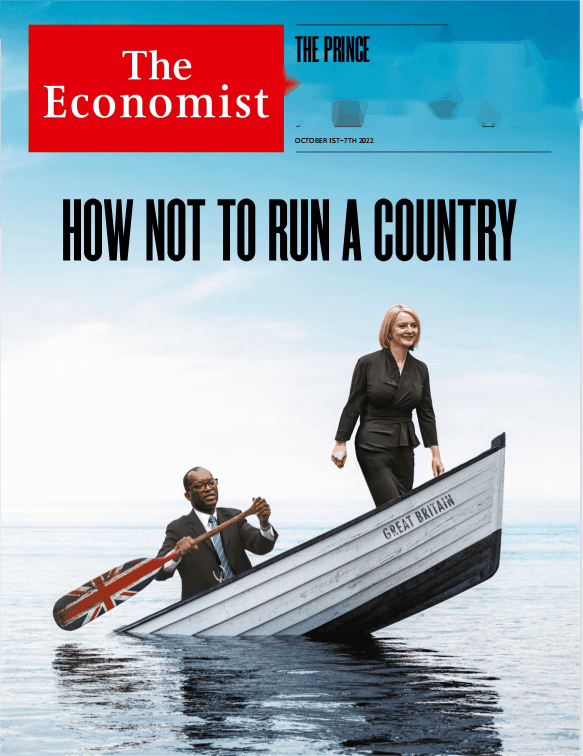 The
Economist
THE PRINCE
OCTOBER 1ST–7TH 2022
HOW NOT TO RUN A COUNTRY
GREAT BRITAIN